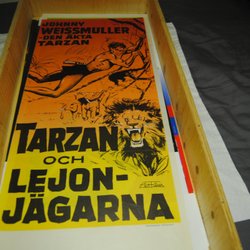 JOHNNY
WEISSMULLER
- DEN ÄKTA
TARZAN
TARZAN
OCH
LEJON-
JÄGARNA